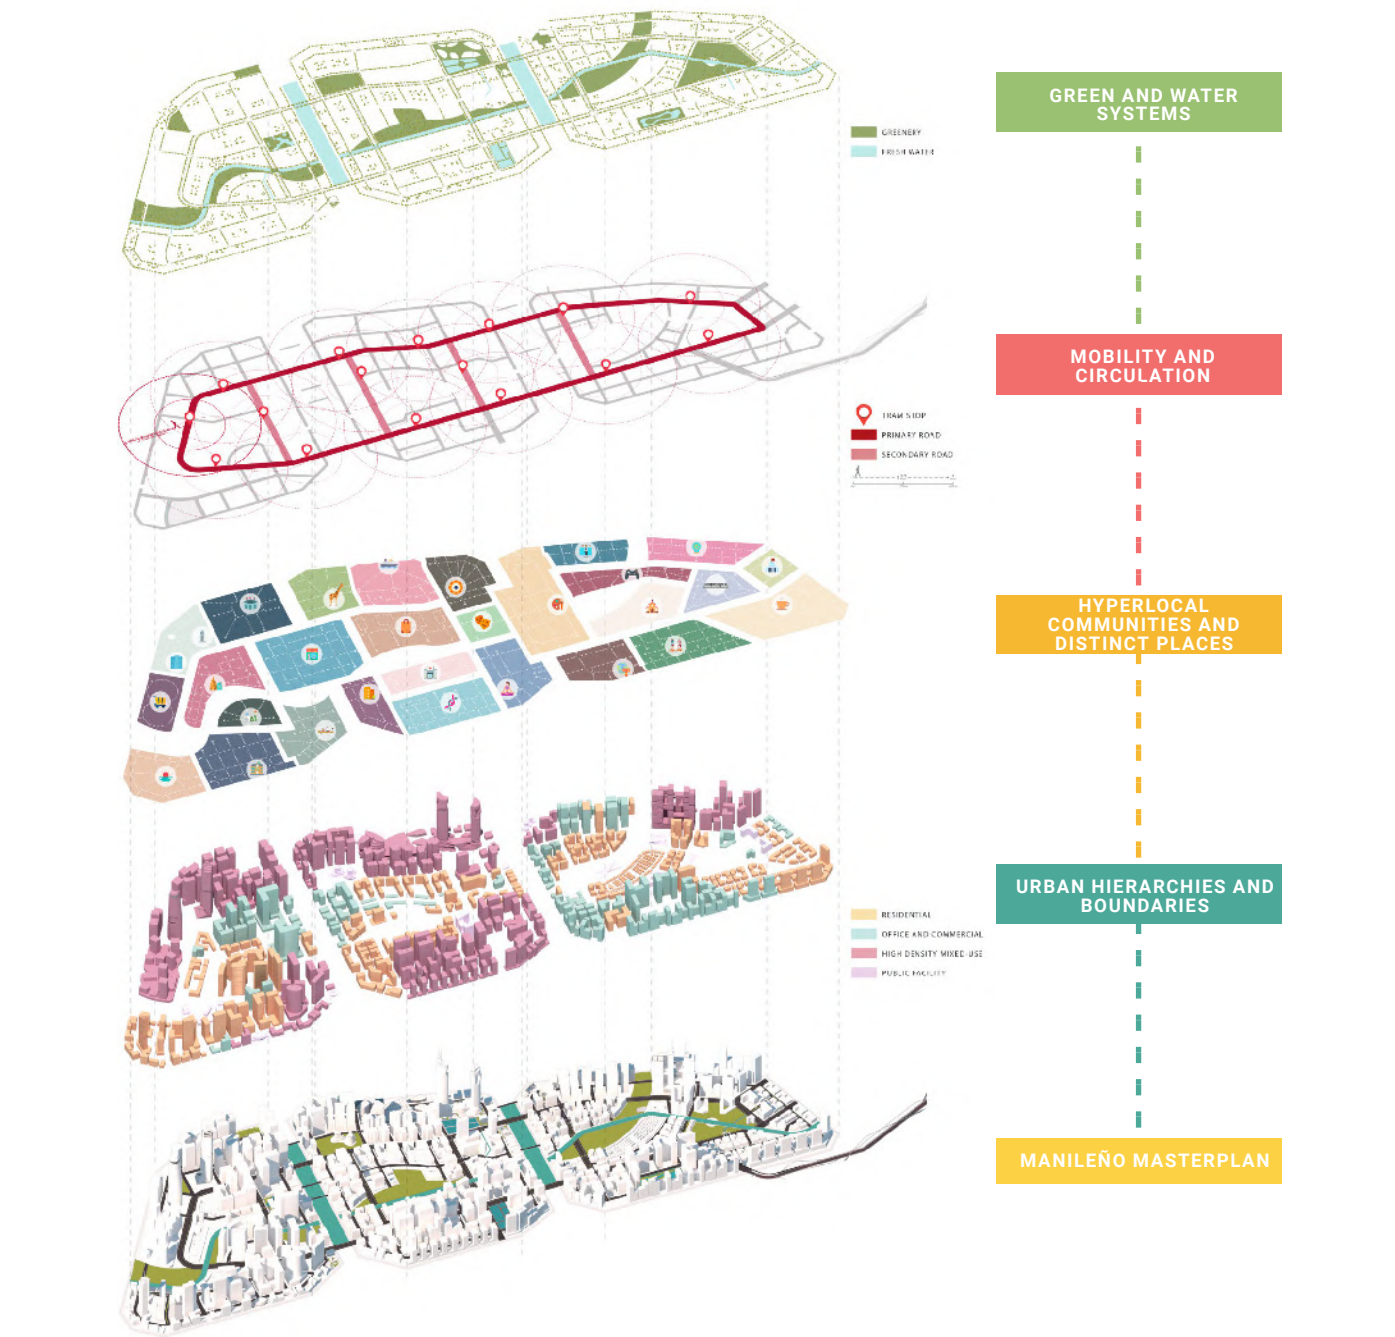 GREEN AND WATER
SYSTEMS
GREENERY
FRESH WATER
MOBILITY AND
CIRCULATION
TRAM STOP
PRIMARY ROAD
SECONDARY ROAD
HYPERLOCAL
COMMUNITIES AND
DISTINCT PLACES
URBAN HIERARCHIES AND
BOUNDARIES
RESIDENTIAL
OFFICE AND COMMERCIAL
HIGH DENSITY MIXED USE
PUBLIC FACILITY
MANILEÑO MASTERPLAN